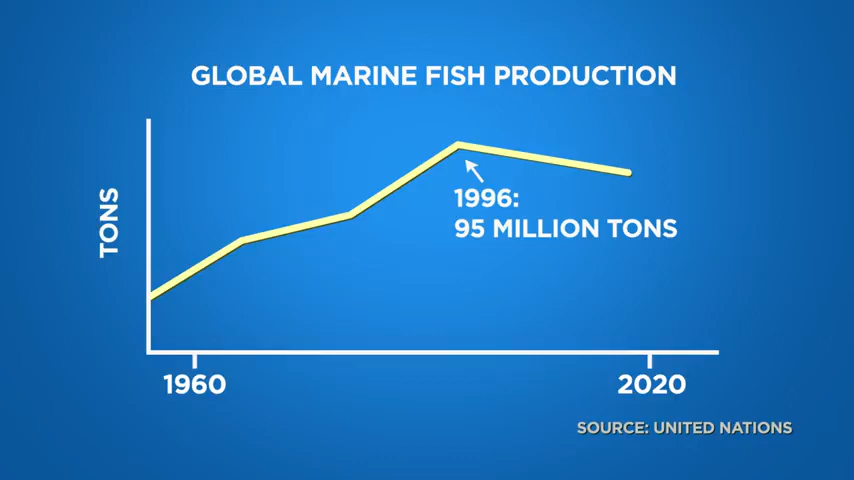 GLOBAL MARINE FISH PRODUCTION
TONS
1996:
95 MILLION TONS
1960
2020
SOURCE: UNITED NATIONS